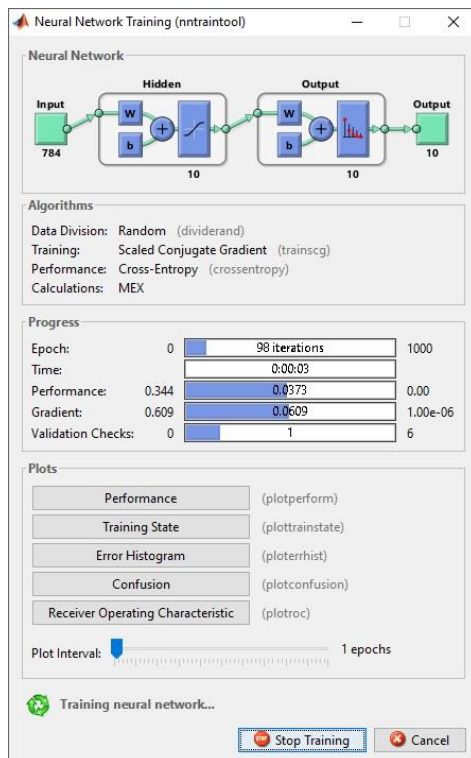 Neural Network Training (nntraintool)
Neural Network
Hidden Output
Input Output
W W
b b
784 10 10 10
Algorithms
Data Division: Random (dividerand)
Training: Scaled Conjugate Gradient (trainscg)
Performance: Cross-Entropy (crossentropy)
Calculations: MEX
Progress
Epoch: 0 98 iterations 1000
Time: 0:00:03
Performance: 0.344 0.0373 0.00
Gradient: 0.609 0.0609 1.00e-06
Validation Checks: 0 1 6
Plots
Performance (plotperform)
Training State (plottrainstate)
Error Histogram (ploterrhist)
Confusion (plotconfusion)
Receiver Operating Characteristic (plotroc)
Plot Interval: 1 epochs
Training neural network...
Stop Training Cancel